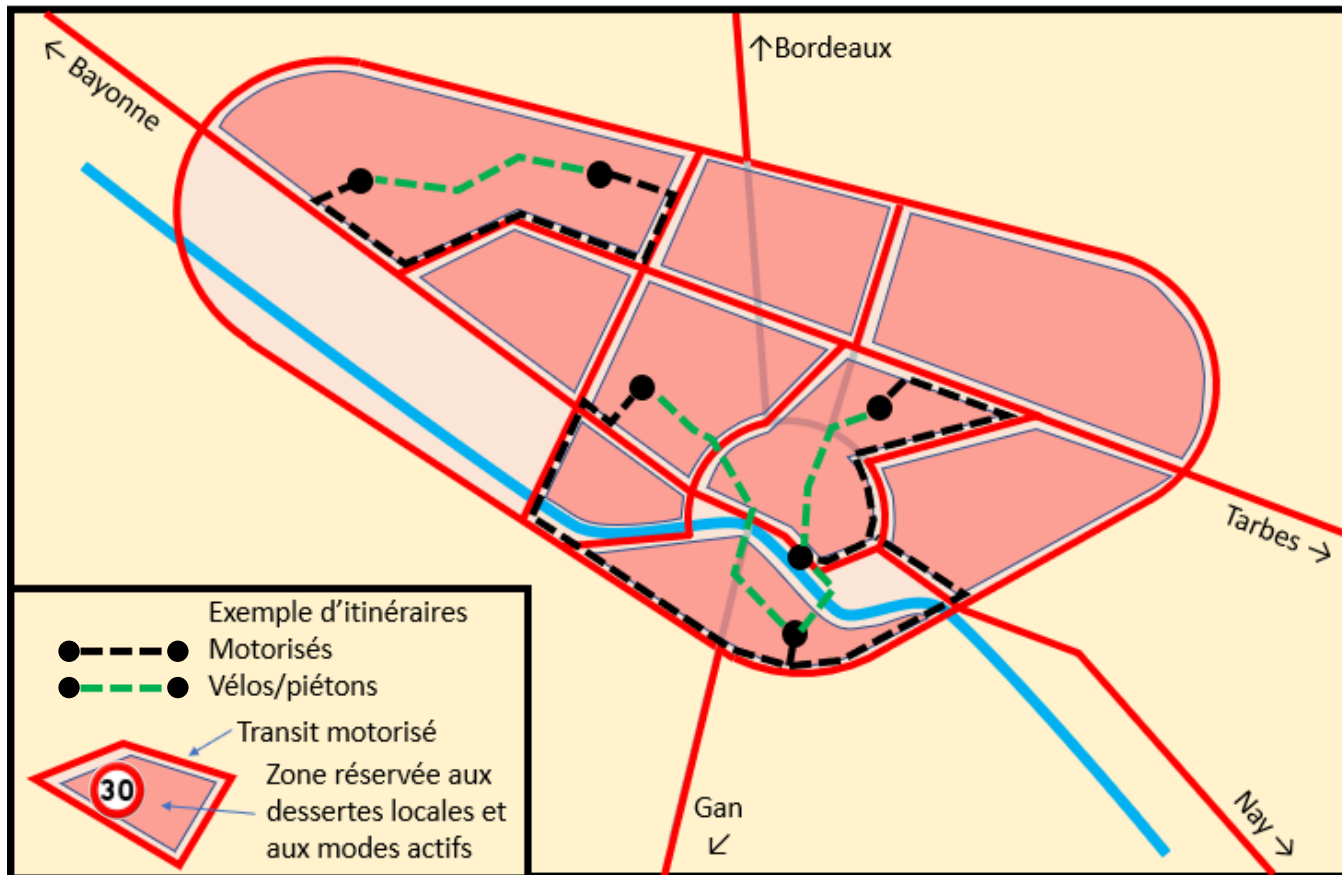 ← Bayonne
↑Bordeaux
Tarbes →
Exemple d'itinéraires
Motorisés
Vélos/piétons
Transit motorisé
30
Zone réservée aux
dessertes locales et
aux modes actifs
Gan
↙
Nay →